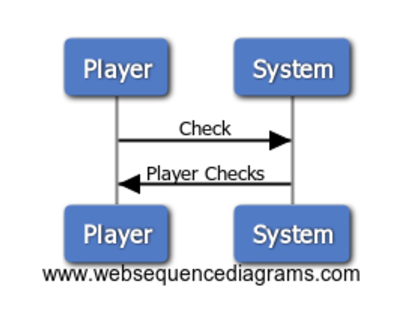 Player System
Check
Player Checks
Player System
www.websequencediagrams.com